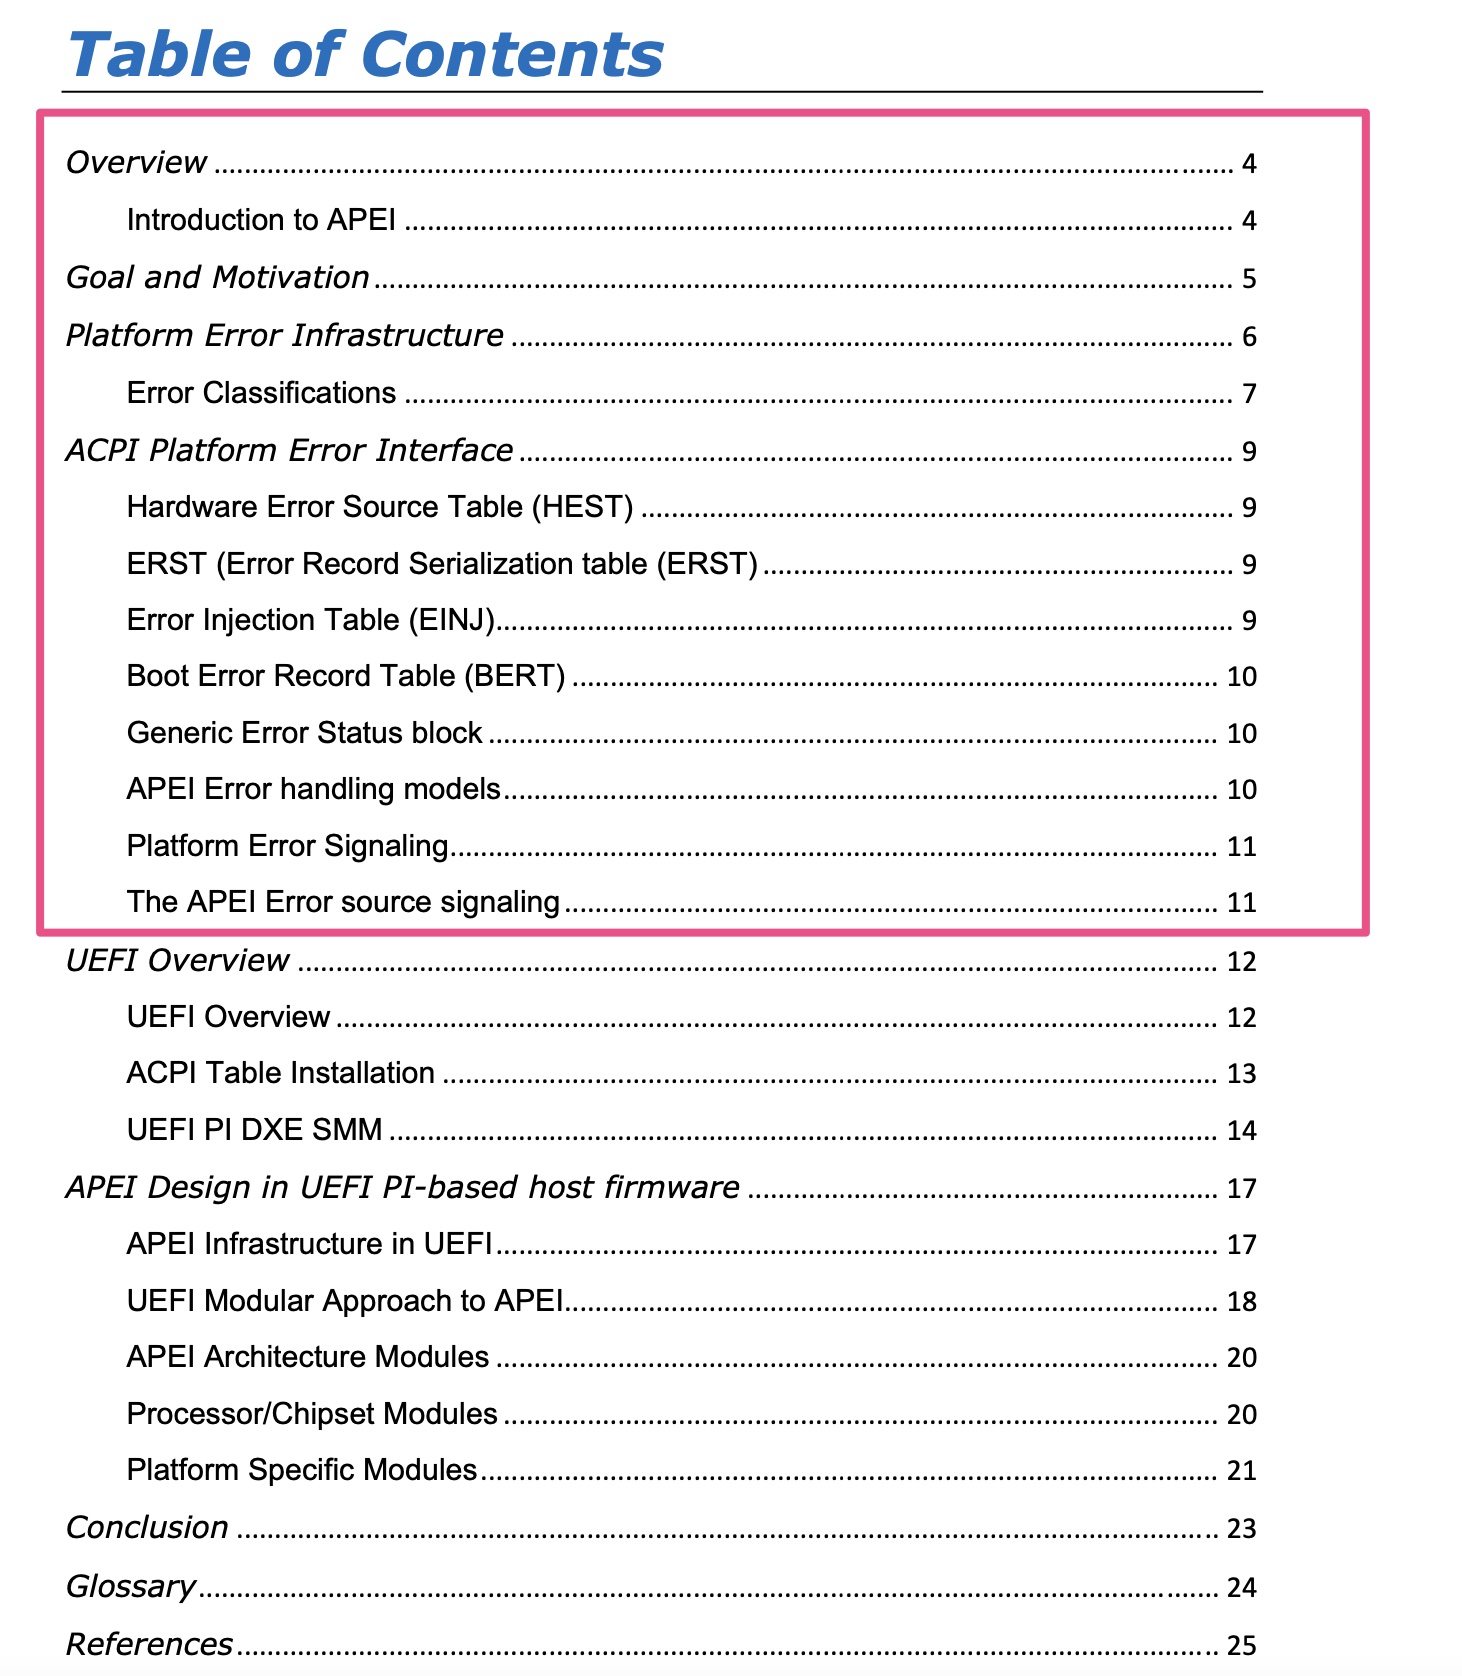 Table of Contents
Overview ........ 4
Introduction to APEI ........ 4
Goal and Motivation ........ 5
Platform Error Infrastructure ........ 6
Error Classifications ........ 7
ACPI Platform Error Interface ........ 9
Hardware Error Source Table (HEST) ........ 9
ERST (Error Record Serialization table (ERST) ........ 9
Error Injection Table (EINJ)........ 9
Boot Error Record Table (BERT) ........ 10
Generic Error Status block ........ 10
APEI Error handling models........ 10
Platform Error Signaling........ 11
The APEI Error source signaling ........ 11
UEFI Overview ........ 12
UEFI Overview ........ 12
ACPI Table Installation ........ 13
UEFI PI DXE SMM ........ 14
APEI Design in UEFI PI-based host firmware ........ 17
APEI Infrastructure in UEFI........ 17
UEFI Modular Approach to APEI........ 18
APEI Architecture Modules ........ 20
Processor/Chipset Modules ........ 20
Platform Specific Modules........ 21
Conclusion ........ 23
Glossary........ 24
References........ 25